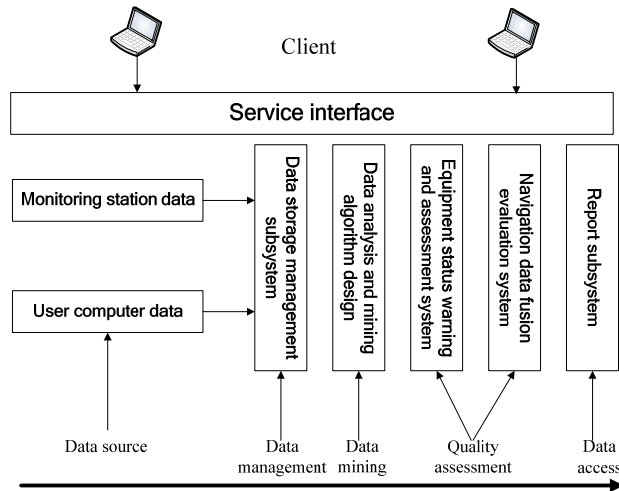 Client
Service interface
Monitoring station data
User computer data
Data storage management
subsystem
Data analysis and mining
algorithm design
Equipment status warning
and assessment system
Navigation data fusion
evaluation system
Report subsystem
Data source
Data
management
Data
mining
Quality
assessment
Data
access